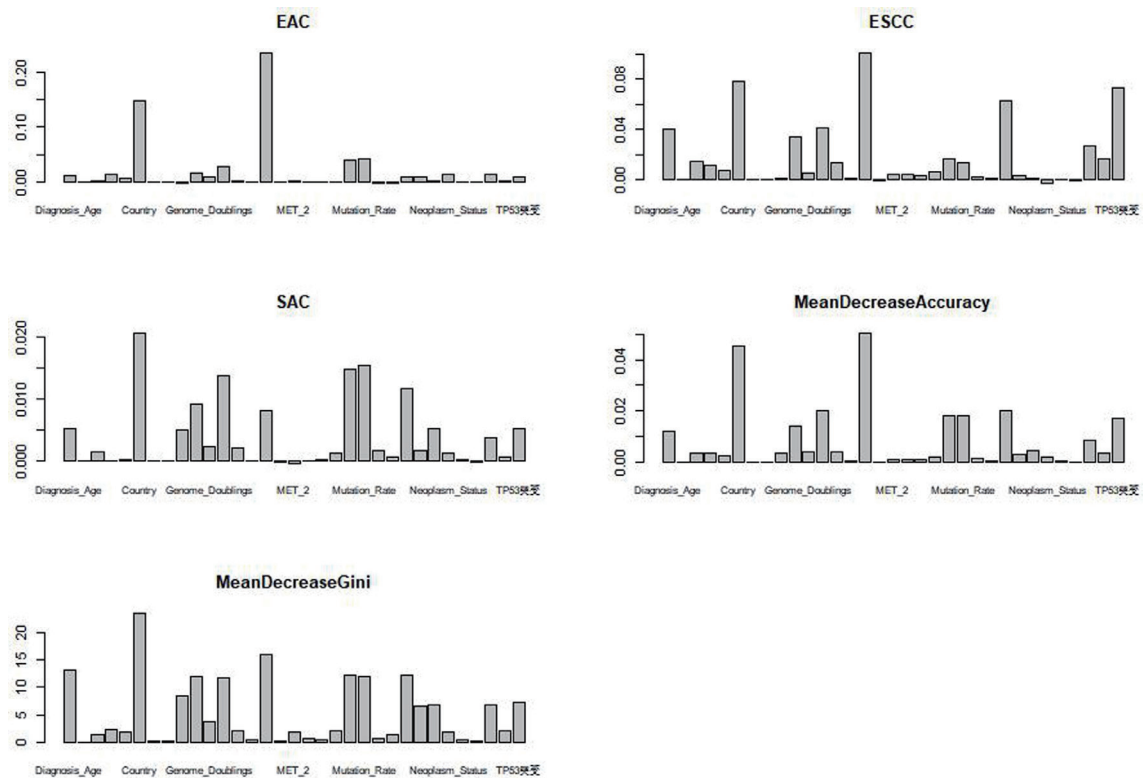 EAC
0.00 0.10 0.20
Diagnosis_Age Country Genome_Doublings MET_2 Mutation_Rate Neoplasm_Status TP53突变
ESCC
0.00 0.04 0.08
Diagnosis_Age Country Genome_Doublings MET_2 Mutation_Rate Neoplasm_Status TP53突变
SAC
0.000 0.010 0.020
Diagnosis_Age Country Genome_Doublings MET_2 Mutation_Rate Neoplasm_Status TP53突变
MeanDecreaseAccuracy
0.00 0.02 0.04
Diagnosis_Age Country Genome_Doublings MET_2 Mutation_Rate Neoplasm_Status TP53突变
MeanDecreaseGini
0 5 10 15 20
Diagnosis_Age Country Genome_Doublings MET_2 Mutation_Rate Neoplasm_Status TP53突变